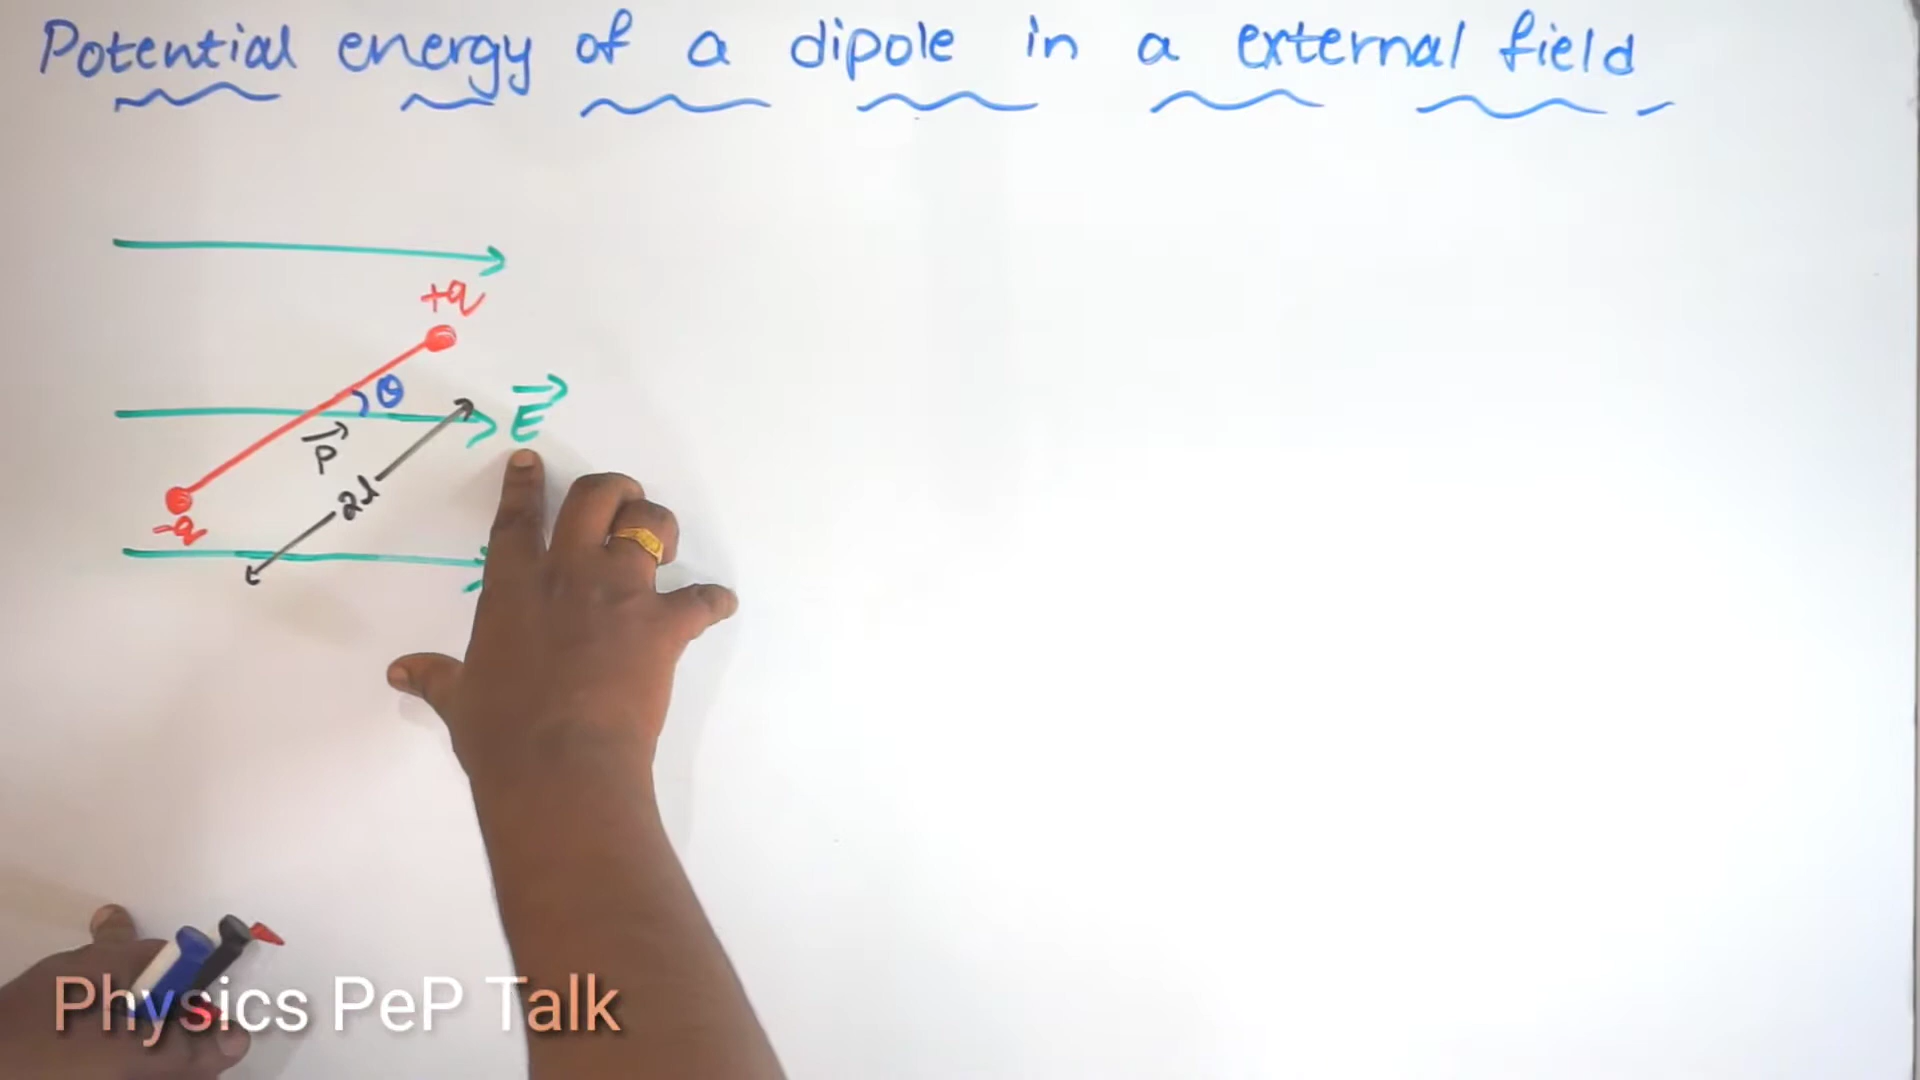 Potential energy of a dipole in a external field
+q
θ
E
P
2l
-q
Physics PeP Talk